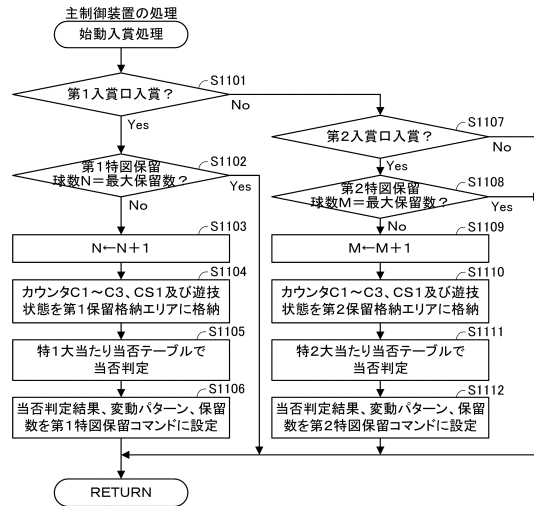 主制御装置の処理
始動入賞処理
S1101
第1入賞口入賞?
No
Yes
S1102
第1特図保留
球数N=最大保留数?
Yes
No
S1103
N←N+1
S1104
カウンタC1~C3、CS1及び遊技
状態を第1保留格納エリアに格納
S1105
特1大当たり当否テーブルで
当否判定
S1106
当否判定結果、変動パターン、保留
数を第1特図保留コマンドに設定
S1107
第2入賞口入賞?
No
Yes
S1108
第2特図保留
球数M=最大保留数?
Yes
No
S1109
M←M+1
S1110
カウンタC1~C3、CS1及び遊技
状態を第2保留格納エリアに格納
S1111
特2大当たり当否テーブルで
当否判定
S1112
当否判定結果、変動パターン、保留
数を第2特図保留コマンドに設定
RETURN